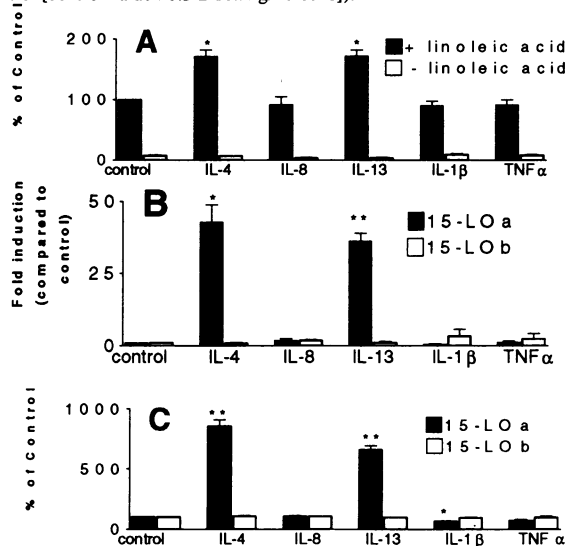 A
% of Control
200
100
0
* *
+ linoleic acid
- linoleic acid
control IL-4 IL-8 IL-13 IL-1β TNFα
B
Fold induction
(compared to
control)
50
25
0
* **
15-LOa
15-LOb
control IL-4 IL-8 IL-13 IL-1β TNFα
C
% of Control
1000
500
0
** ** *
15-LOa
15-LOb
control IL-4 IL-8 IL-13 IL-1β TNFα